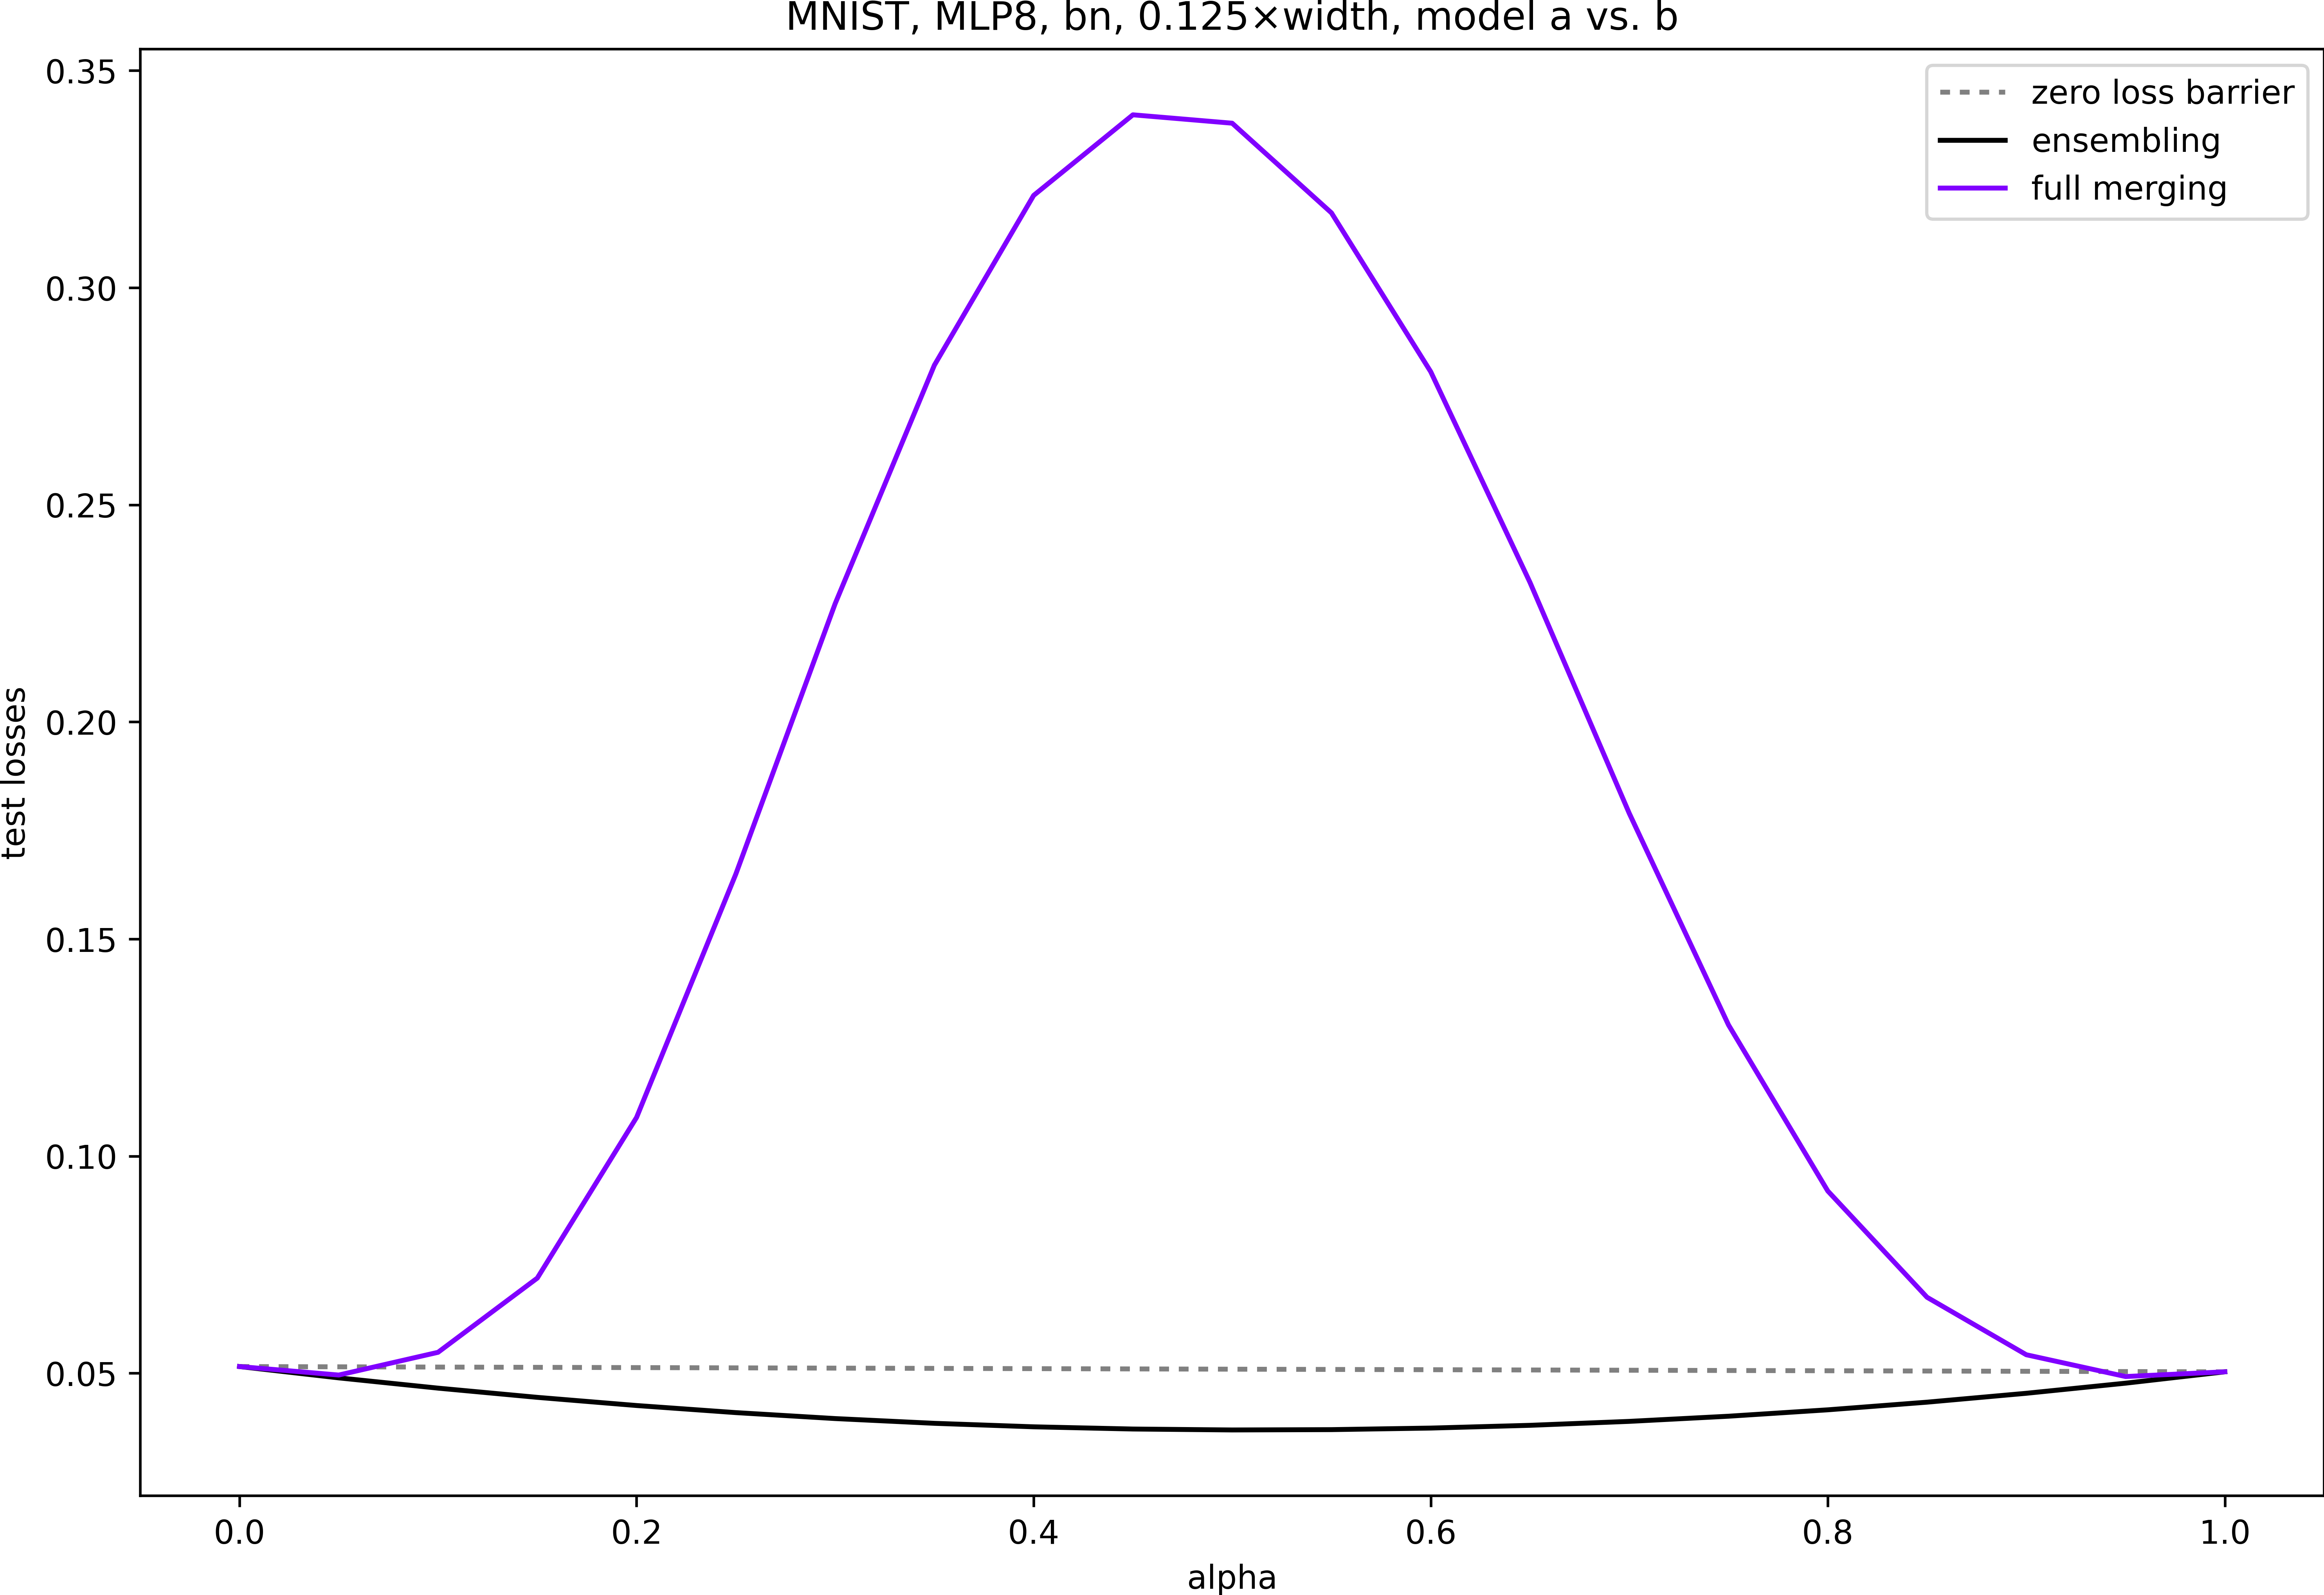 MNIST, MLP8, bn, 0.125×width, model a vs. b
zero loss barrier
ensembling
full merging
0.35
0.30
0.25
0.20
0.15
0.10
0.05
test losses
0.0 0.2 0.4 0.6 0.8 1.0
alpha